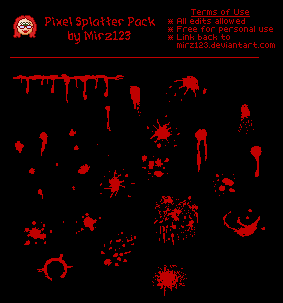 Pixel Splatter Pack
by Mirz123
Terms of Use
※ All edits allowed
※ Free for personal use
※ Link back to
mirz123.deviantart.com